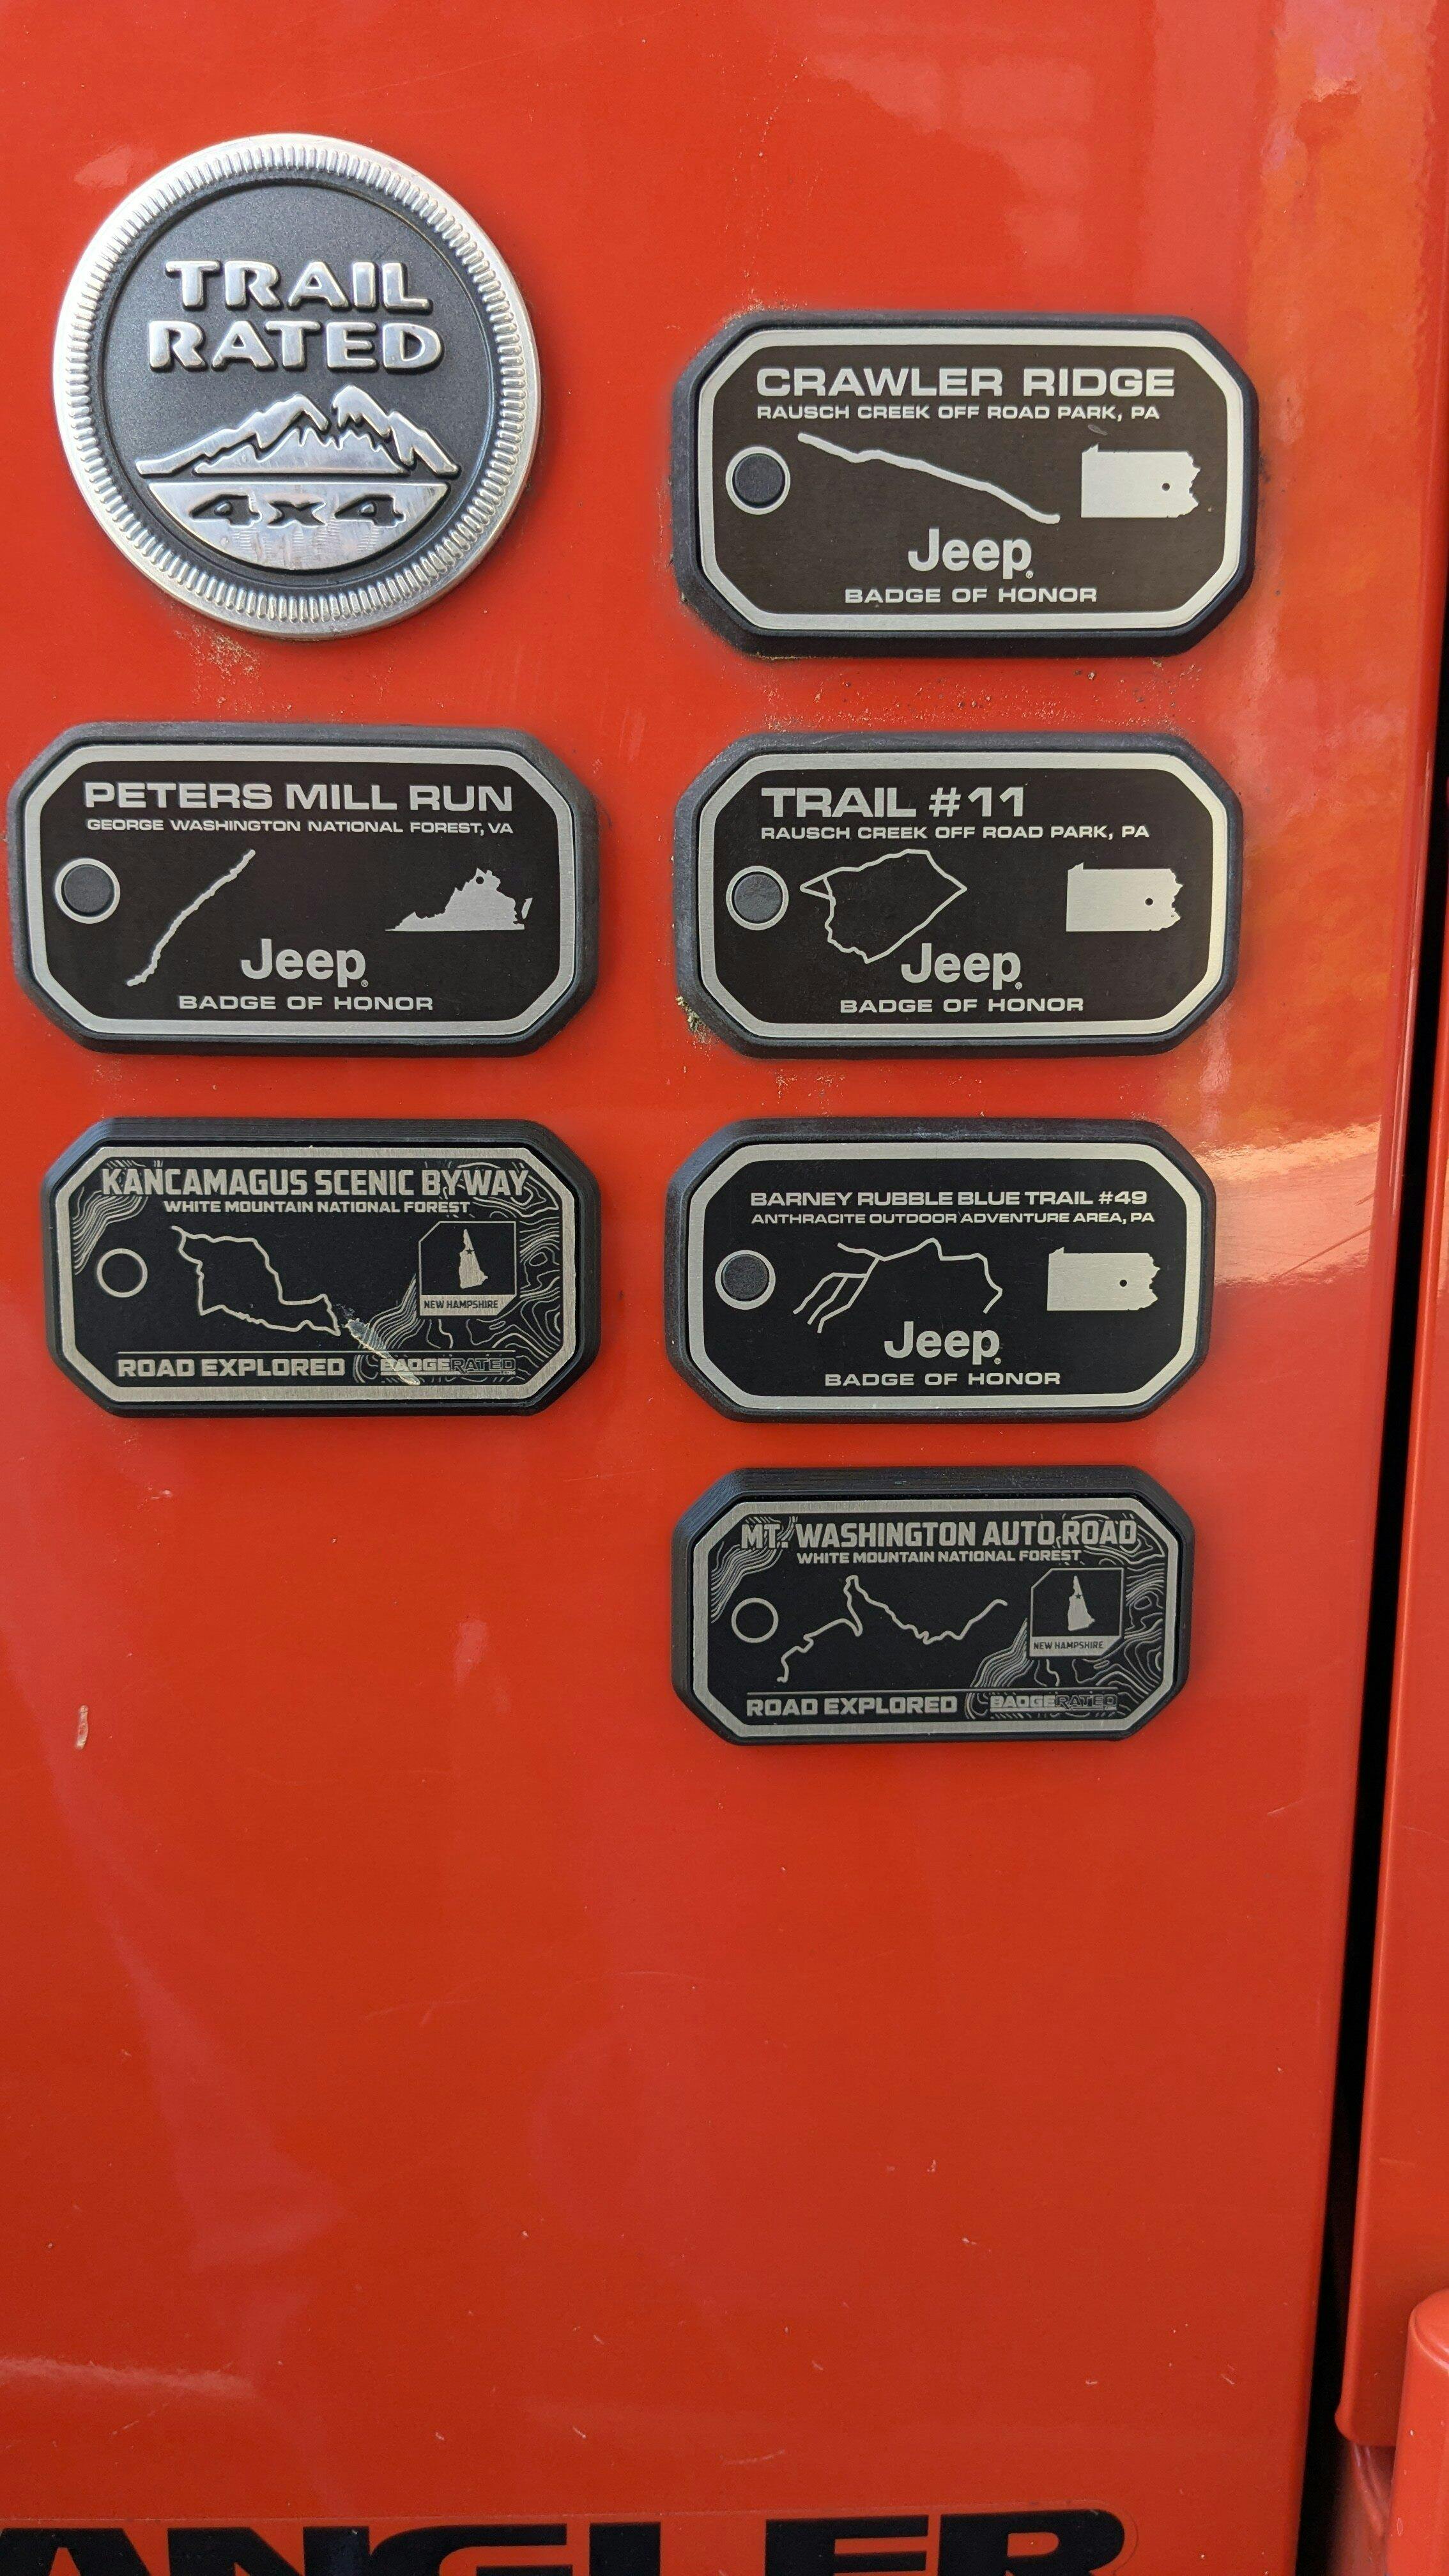 TRAIL
RATED
4x4
CRAWLER RIDGE
RAUSCH CREEK OFF ROAD PARK, PA
Jeep®
BADGE OF HONOR
PETERS MILL RUN
GEORGE WASHINGTON NATIONAL FOREST, VA
Jeep®
BADGE OF HONOR
TRAIL #11
RAUSCH CREEK OFF ROAD PARK, PA
Jeep®
BADGE OF HONOR
KANCAMAGUS SCENIC BYWAY
WHITE MOUNTAIN NATIONAL FOREST
NEW HAMPSHIRE
ROAD EXPLORED
BADGERATED
BARNEY RUBBLE BLUE TRAIL #49
ANTHRACITE OUTDOOR ADVENTURE AREA, PA
Jeep®
BADGE OF HONOR
MT. WASHINGTON AUTO ROAD
WHITE MOUNTAIN NATIONAL FOREST
NEW HAMPSHIRE
ROAD EXPLORED
BADGERATED
ANGLER